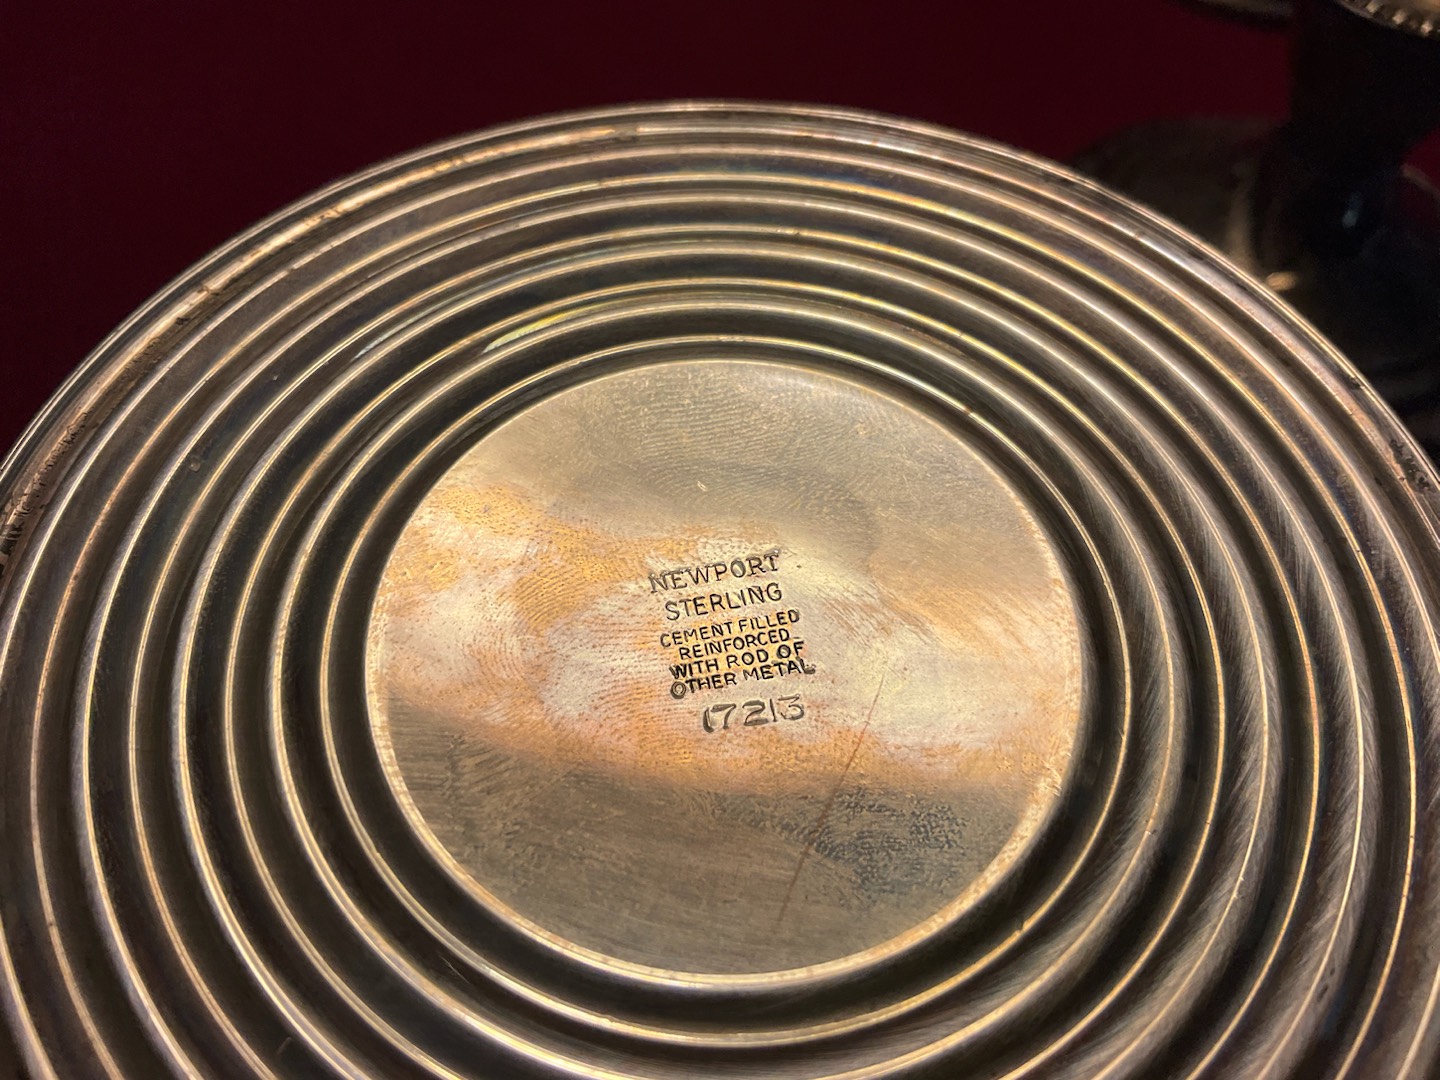 NEWPORT
STERLING
CEMENT FILLED
REINFORCED
WITH ROD OF
OTHER METAL
17213